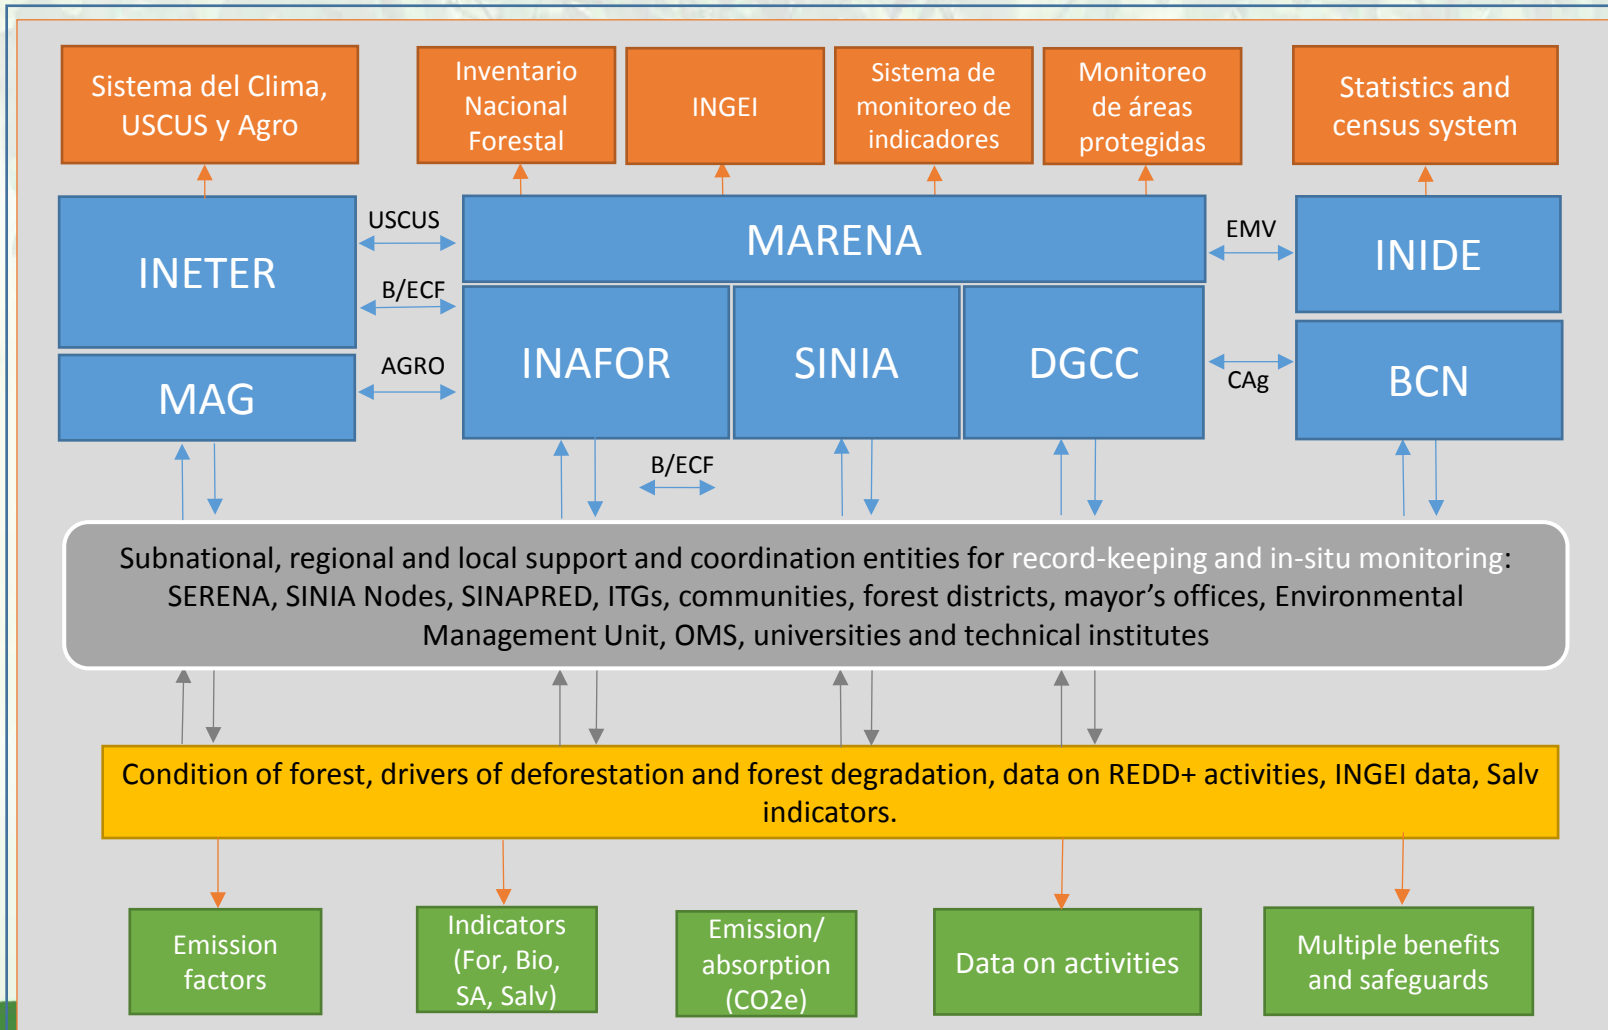 Sistema del Clima,
USCUS y Agro
Inventario
Nacional
Forestal
INGEI
Sistema de
monitoreo de
indicadores
Monitoreo
de áreas
protegidas
Statistics and
census system
INETER
USCUS
MARENA
EMV
INIDE
B/ECF
MAG
AGRO
INAFOR
SINIA
DGCC
CAg
BCN
B/ECF
Subnational, regional and local support and coordination entities for record-keeping and in-situ monitoring:
SERENA, SINIA Nodes, SINAPRED, ITGs, communities, forest districts, mayor’s offices, Environmental
Management Unit, OMS, universities and technical institutes
Condition of forest, drivers of deforestation and forest degradation, data on REDD+ activities, INGEI data, Salv
indicators.
Emission
factors
Indicators
(For, Bio,
SA, Salv)
Emission/
absorption
(CO2e)
Data on activities
Multiple benefits
and safeguards